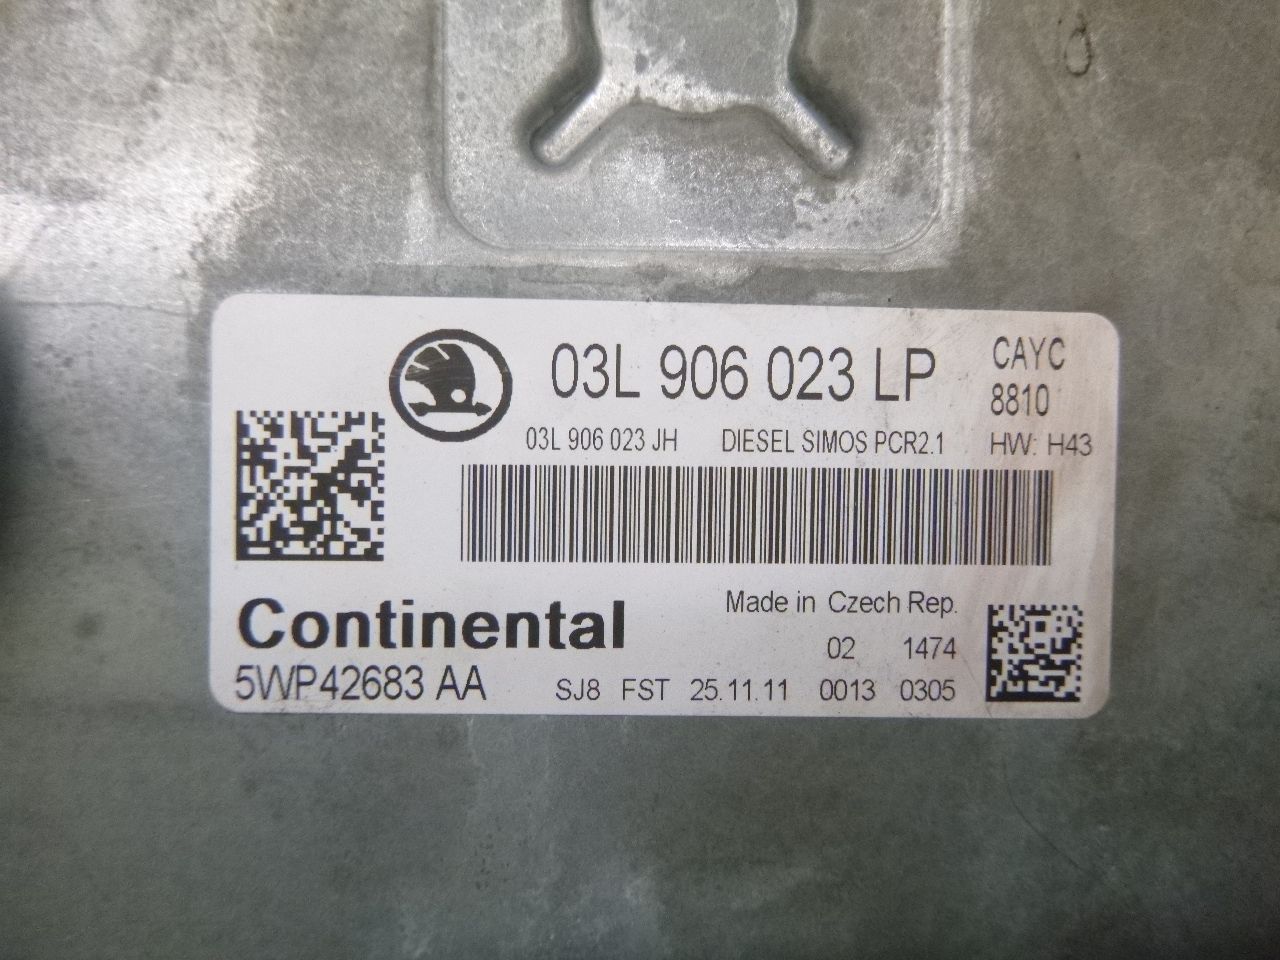 03L 906 023 LP CAYC
8810
03L 906 023 JH DIESEL SIMOS PCR2.1 HW: H43
Continental Made in Czech Rep.
02 1474
5WP42683 AA SJ8 FST 25.11.11 0013 0305